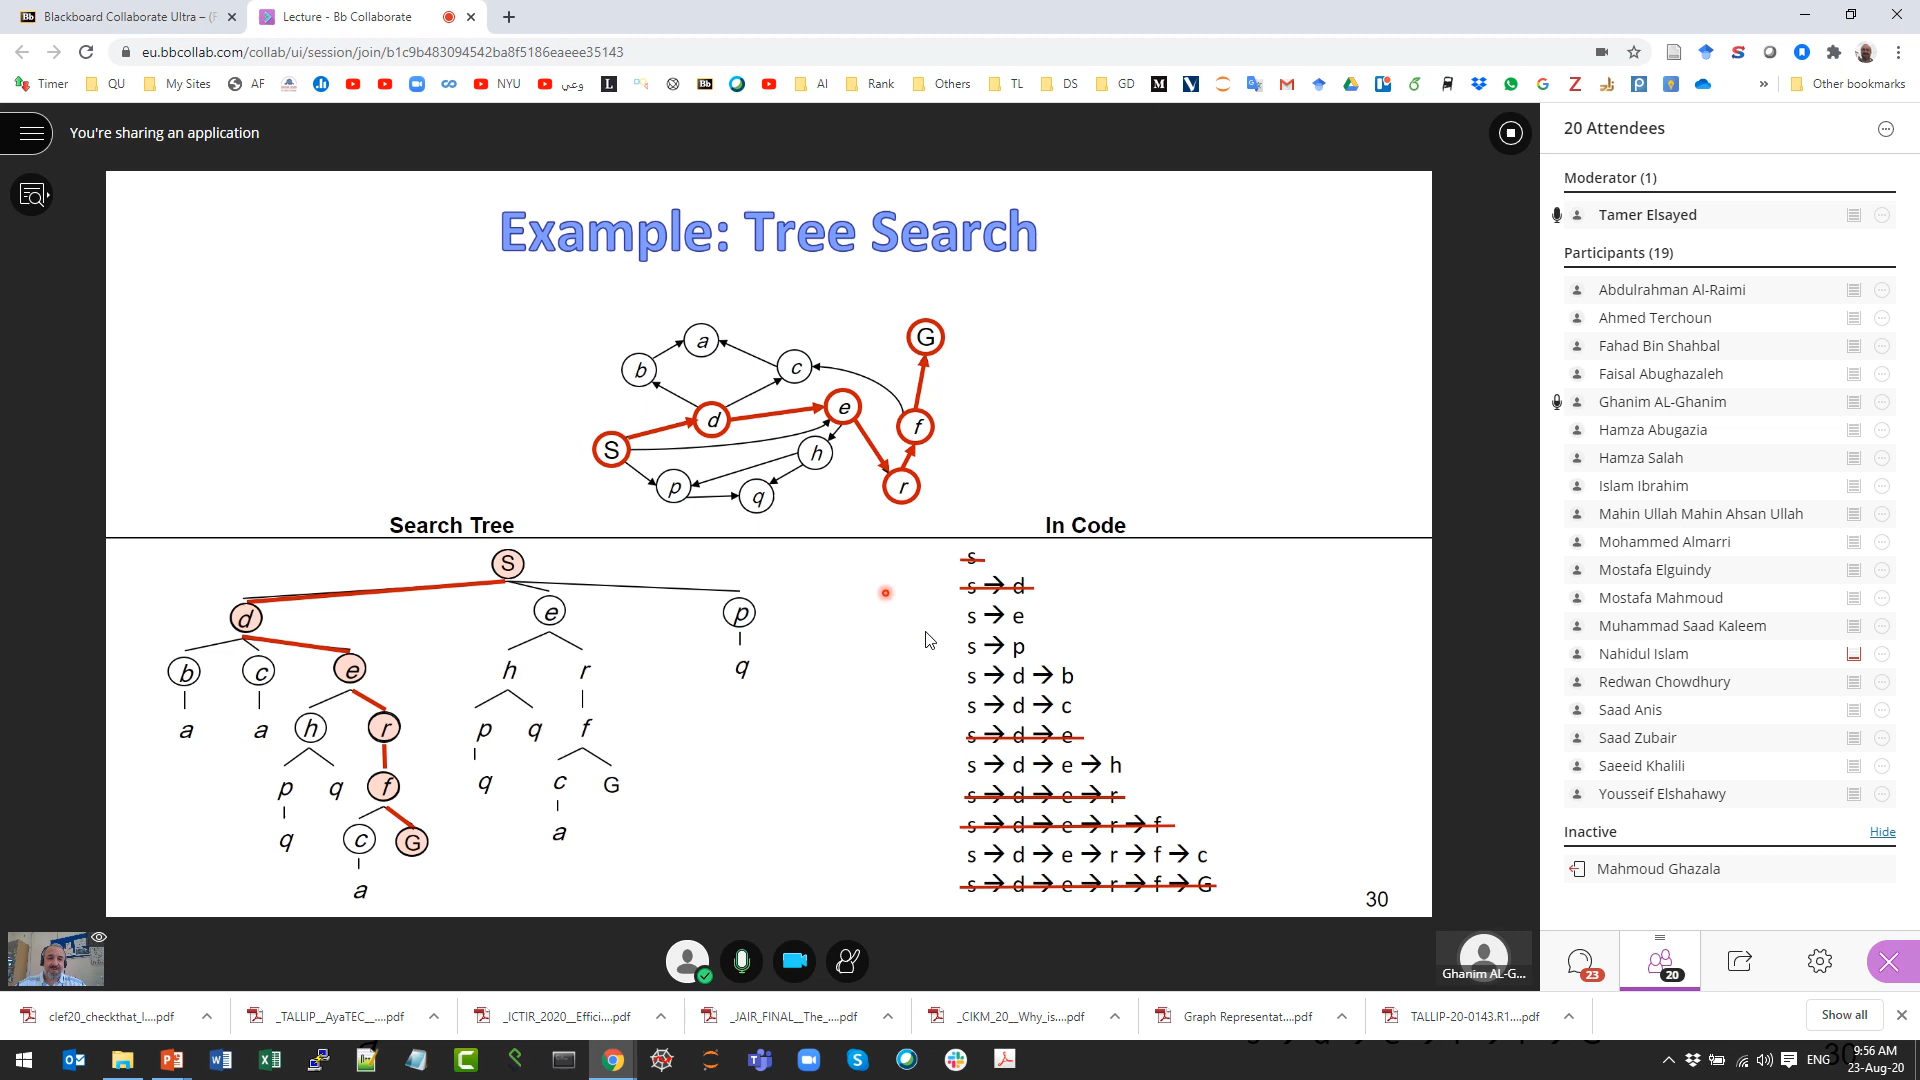 Blackboard Collaborate Ultra – (F
Lecture - Bb Collaborate
eu.bbcollab.com/collab/ui/session/join/b1c9b483094542ba8f5186eaeee35143
Timer QU My Sites AF NYU وعي L Bb AI Rank Others TL DS GD M Other bookmarks
You're sharing an application
20 Attendees
Moderator (1)
Tamer Elsayed
Participants (19)
Abdulrahman Al-Raimi
Ahmed Terchoun
Fahad Bin Shahbal
Faisal Abughazaleh
Ghanim AL-Ghanim
Hamza Abugazia
Hamza Salah
Islam Ibrahim
Mahin Ullah Mahin Ahsan Ullah
Mohammed Almarri
Mostafa Elguindy
Mostafa Mahmoud
Muhammad Saad Kaleem
Nahidul Islam
Redwan Chowdhury
Saad Anis
Saad Zubair
Saeeid Khalili
Yousseif Elshahawy
Inactive
Hide
Mahmoud Ghazala
Example: Tree Search
G
a
b c
d e
f
S h
p q r
Search Tree
S
d e p
b c e h r q
a a h r p q f
p q f q c G
q c G a
a
In Code
s
s → d
s → e
s → p
s → d → b
s → d → c
s → d → e
s → d → e → h
s → d → e → r
s → d → e → r → f
s → d → e → r → f → c
s → d → e → r → f → G
30
Ghanim AL-G...
23
20
clef20_checkthat_l....pdf
_TALLIP__AyaTEC__....pdf
_ICTIR_2020__Effici....pdf
_JAIR_FINAL__The_....pdf
_CIKM_20__Why_is....pdf
Graph Representat....pdf
TALLIP-20-0143.R1....pdf
Show all
ENG
9:56 AM
23-Aug-20